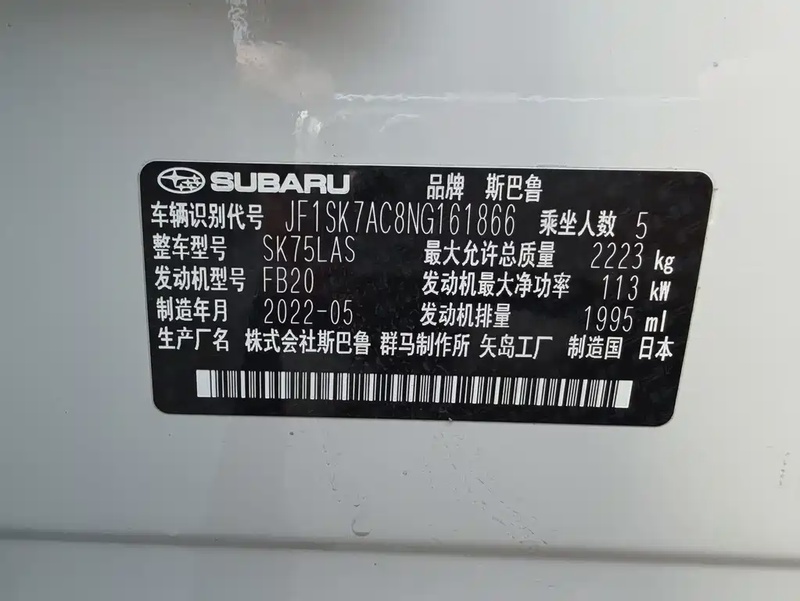 SUBARU 品牌 斯巴鲁
车辆识别代号 JF1SK7AC8NG161866 乘坐人数 5
整车型号 SK75LAS 最大允许总质量 2223 kg
发动机型号 FB20 发动机最大净功率 113 kW
制造年月 2022-05 发动机排量 1995 ml
生产厂名 株式会社斯巴鲁 群马制作所 矢岛工厂 制造国 日本